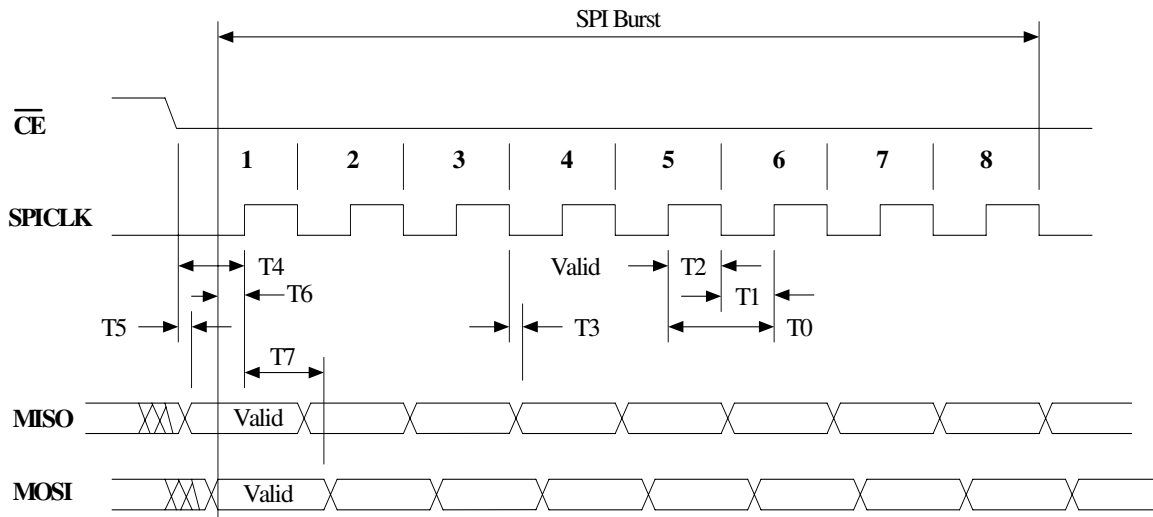 SPI Burst
CE
1 2 3 4 5 6 7 8
SPICLK
T4 Valid T2
T6 T1
T5 T3 T0
T7
MISO Valid
MOSI Valid